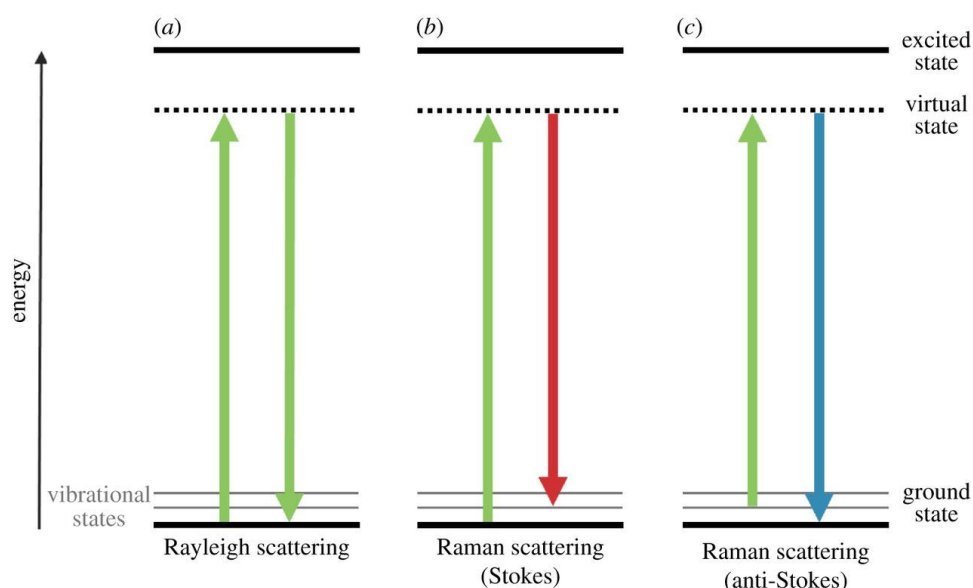 (a)
(b)
(c)
excited
state
virtual
state
energy
vibrational
states
ground
state
Rayleigh scattering
Raman scattering
(Stokes)
Raman scattering
(anti-Stokes)